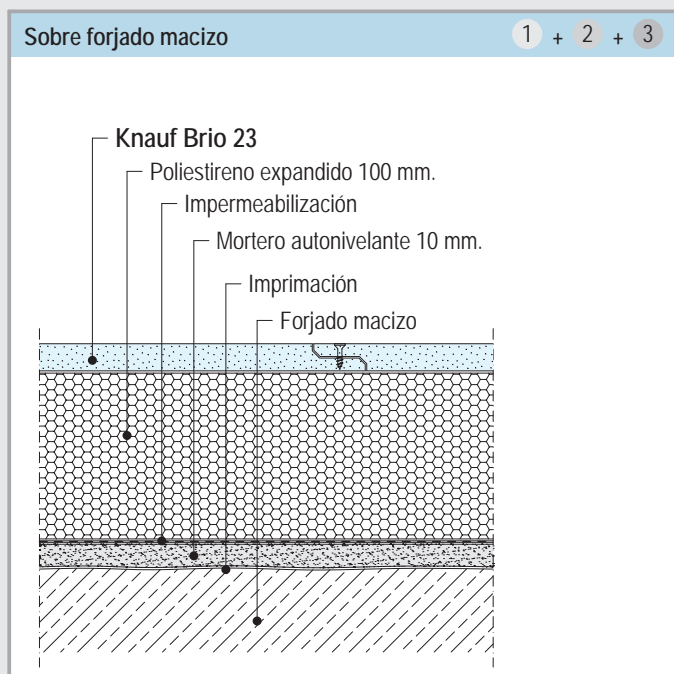 Sobre forjado macizo 1 + 2 + 3
Knauf Brio 23
Poliestireno expandido 100 mm.
Impermeabilización
Mortero autonivelante 10 mm.
Imprimación
Forjado macizo